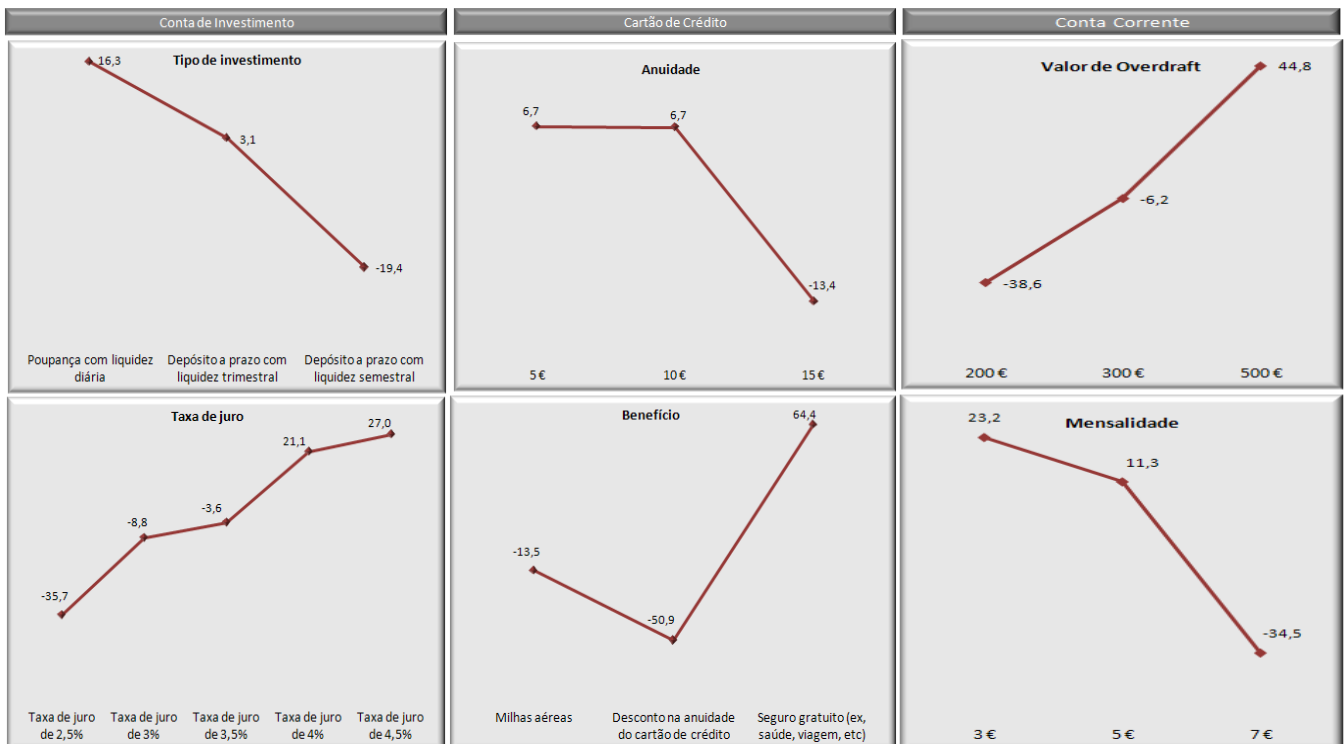 Conta de Investimento
Tipo de investimento
16,3
3,1
-19,4
Poupança com liquidez
diária
Depósito a prazo com
liquidez trimestral
Depósito a prazo com
liquidez semestral
Taxa de juro
-35,7
-8,8
-3,6
21,1
27,0
Taxa de juro
de 2,5%
Taxa de juro
de 3%
Taxa de juro
de 3,5%
Taxa de juro
de 4%
Taxa de juro
de 4,5%
Cartão de Crédito
Anuidade
6,7
6,7
-13,4
5 €
10 €
15 €
Benefício
-13,5
-50,9
64,4
Milhas aéreas
Desconto na anuidade
do cartão de crédito
Seguro gratuito (ex,
saúde, viagem, etc)
Conta Corrente
Valor de Overdraft
-38,6
-6,2
44,8
200 €
300 €
500 €
Mensalidade
23,2
11,3
-34,5
3 €
5 €
7 €